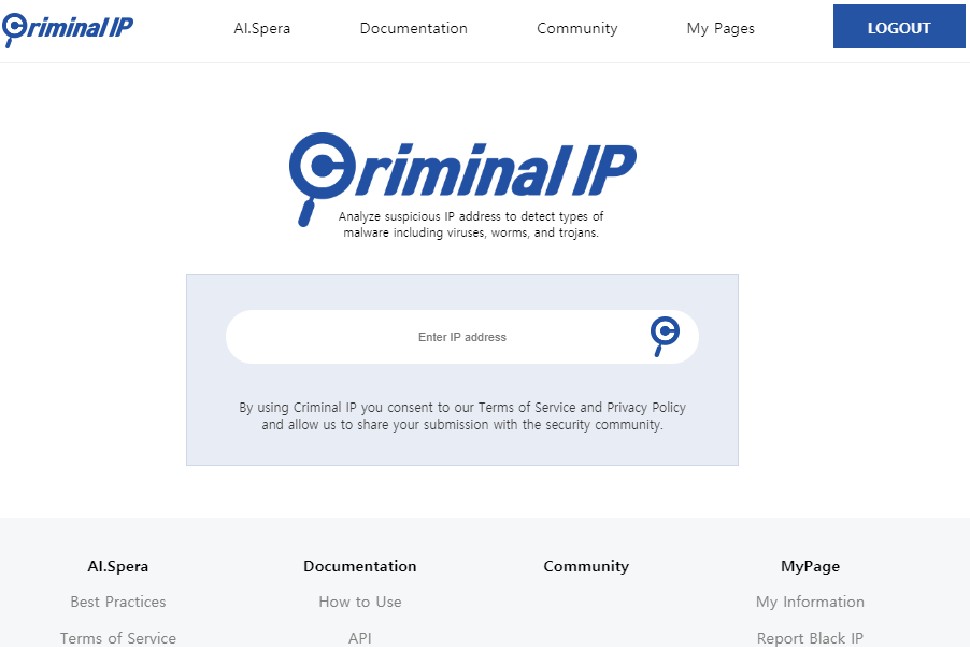 Criminal IP
AI.Spera Documentation Community My Pages LOGOUT
Criminal IP
Analyze suspicious IP address to detect types of
malware including viruses, worms, and trojans.
Enter IP address
By using Criminal IP you consent to our Terms of Service and Privacy Policy
and allow us to share your submission with the security community.
AI.Spera Documentation Community MyPage
Best Practices How to Use My Information
Terms of Service API Report Black IP